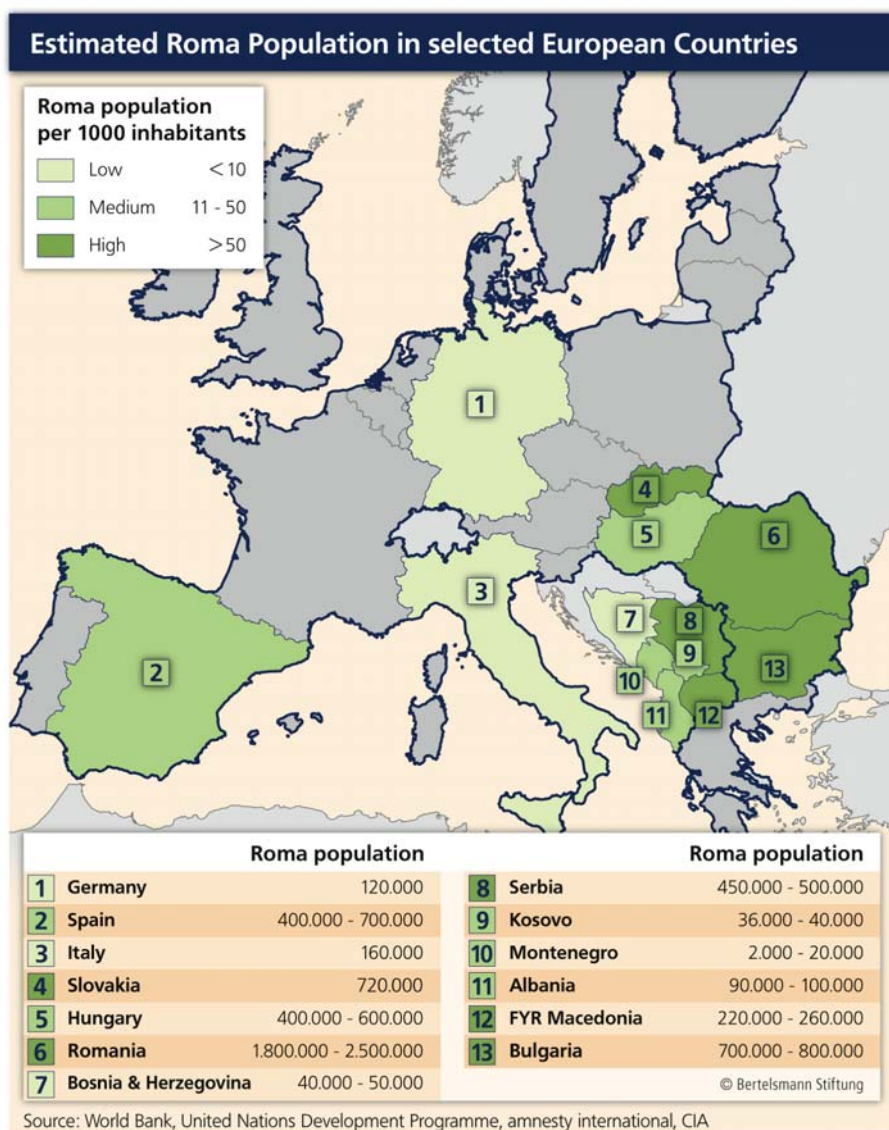 Estimated Roma Population in selected European Countries
Roma population
per 1000 inhabitants
Low <10
Medium 11 - 50
High >50
1
2
3
4
5
6
7
8
9
10
11
12
13
Roma population
1 Germany 120.000
2 Spain 400.000 - 700.000
3 Italy 160.000
4 Slovakia 720.000
5 Hungary 400.000 - 600.000
6 Romania 1.800.000 - 2.500.000
7 Bosnia & Herzegovina 40.000 - 50.000
Roma population
8 Serbia 450.000 - 500.000
9 Kosovo 36.000 - 40.000
10 Montenegro 2.000 - 20.000
11 Albania 90.000 - 100.000
12 FYR Macedonia 220.000 - 260.000
13 Bulgaria 700.000 - 800.000
© Bertelsmann Stiftung
Source: World Bank, United Nations Development Programme, amnesty international, CIA